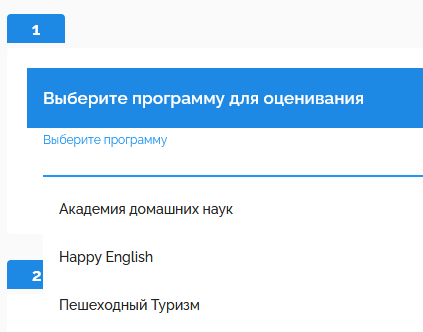 1
Выберите программу для оценивания
Выберите программу
Академия домашних наук
Happy English
2
Пешеходный Туризм